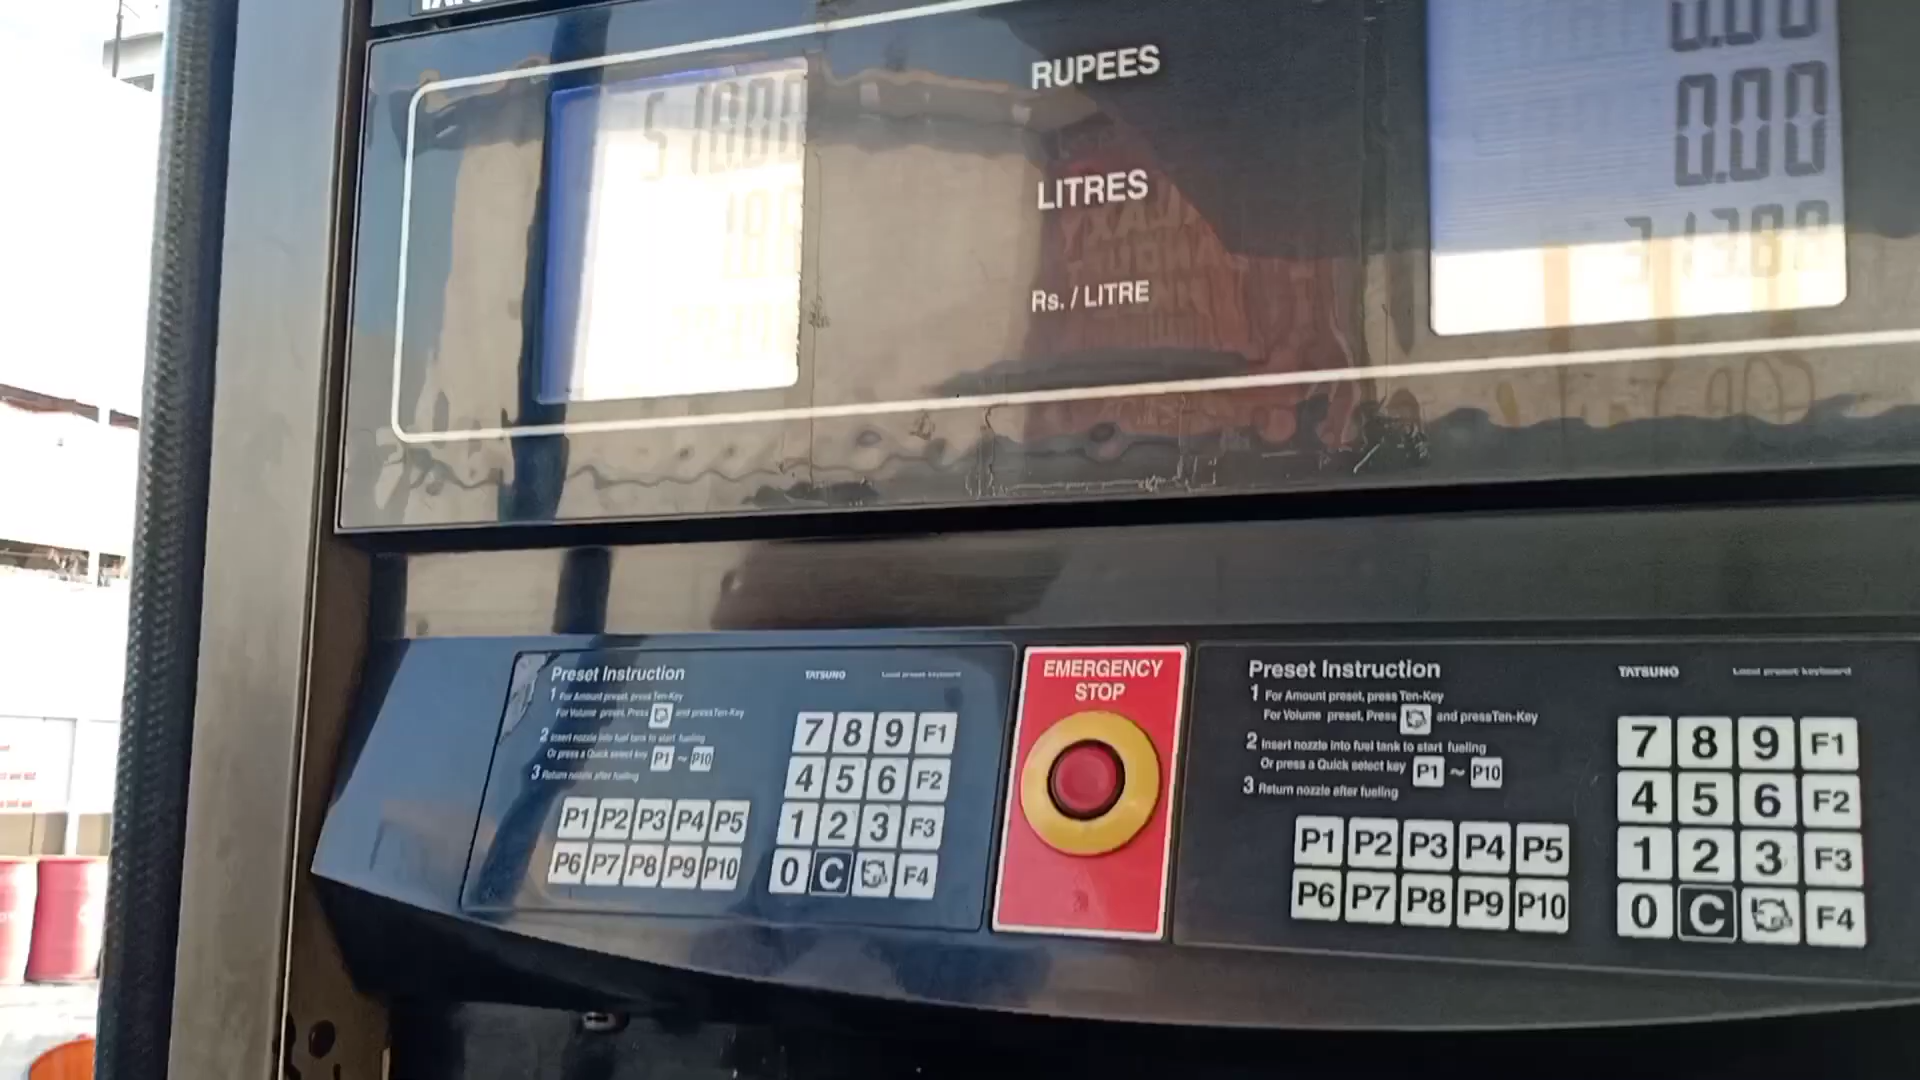 RUPEES
0.00
LITRES
0.00
Rs. / LITRE
Preset Instruction
1 For Amount preset, press Ten-Key
For Volume preset, Press and pressTen-Key
2 Insert nozzle into fuel tank to start fueling
Or press a Quick select key P1 ~ P10
3 Return nozzle after fueling
P1 P2 P3 P4 P5
P6 P7 P8 P9 P10
TATSUNO Local preset keyboard
7 8 9 F1
4 5 6 F2
1 2 3 F3
0 C F4
EMERGENCY
STOP
Preset Instruction
1 For Amount preset, press Ten-Key
For Volume preset, Press and pressTen-Key
2 Insert nozzle into fuel tank to start fueling
Or press a Quick select key P1 ~ P10
3 Return nozzle after fueling
P1 P2 P3 P4 P5
P6 P7 P8 P9 P10
TATSUNO Local preset keyboard
7 8 9 F1
4 5 6 F2
1 2 3 F3
0 C F4